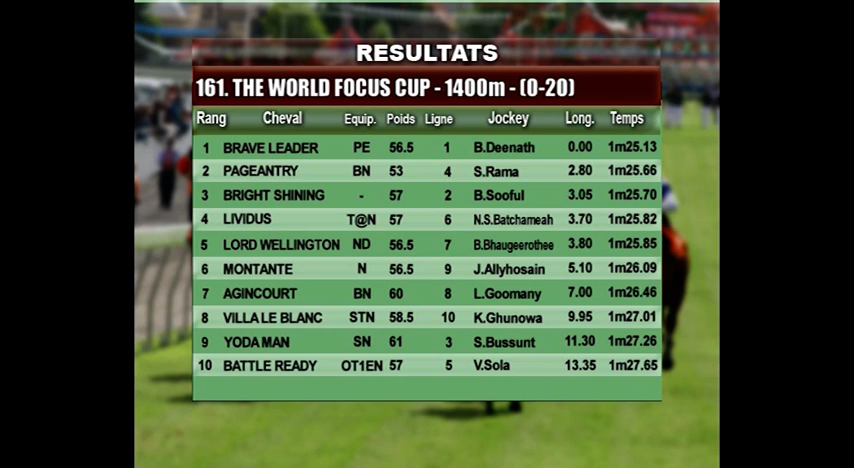 RESULTATS
161. THE WORLD FOCUS CUP - 1400m - (0-20)
Rang Cheval Equip. Poids Ligne Jockey Long. Temps
1 BRAVE LEADER PE 56.5 1 B.Deenath 0.00 1m25.13
2 PAGEANTRY BN 53 4 S.Rama 2.80 1m25.66
3 BRIGHT SHINING - 57 2 B.Sooful 3.05 1m25.70
4 LIVIDUS T@N 57 6 N.S.Batchameah 3.70 1m25.82
5 LORD WELLINGTON ND 56.5 7 B.Bhaugeerothee 3.80 1m25.85
6 MONTANTE N 56.5 9 J.Allyhosain 5.10 1m26.09
7 AGINCOURT BN 60 8 L.Goomany 7.00 1m26.46
8 VILLA LE BLANC STN 58.5 10 K.Ghunowa 9.95 1m27.01
9 YODA MAN SN 61 3 S.Bussunt 11.30 1m27.26
10 BATTLE READY OT1EN 57 5 V.Sola 13.35 1m27.65